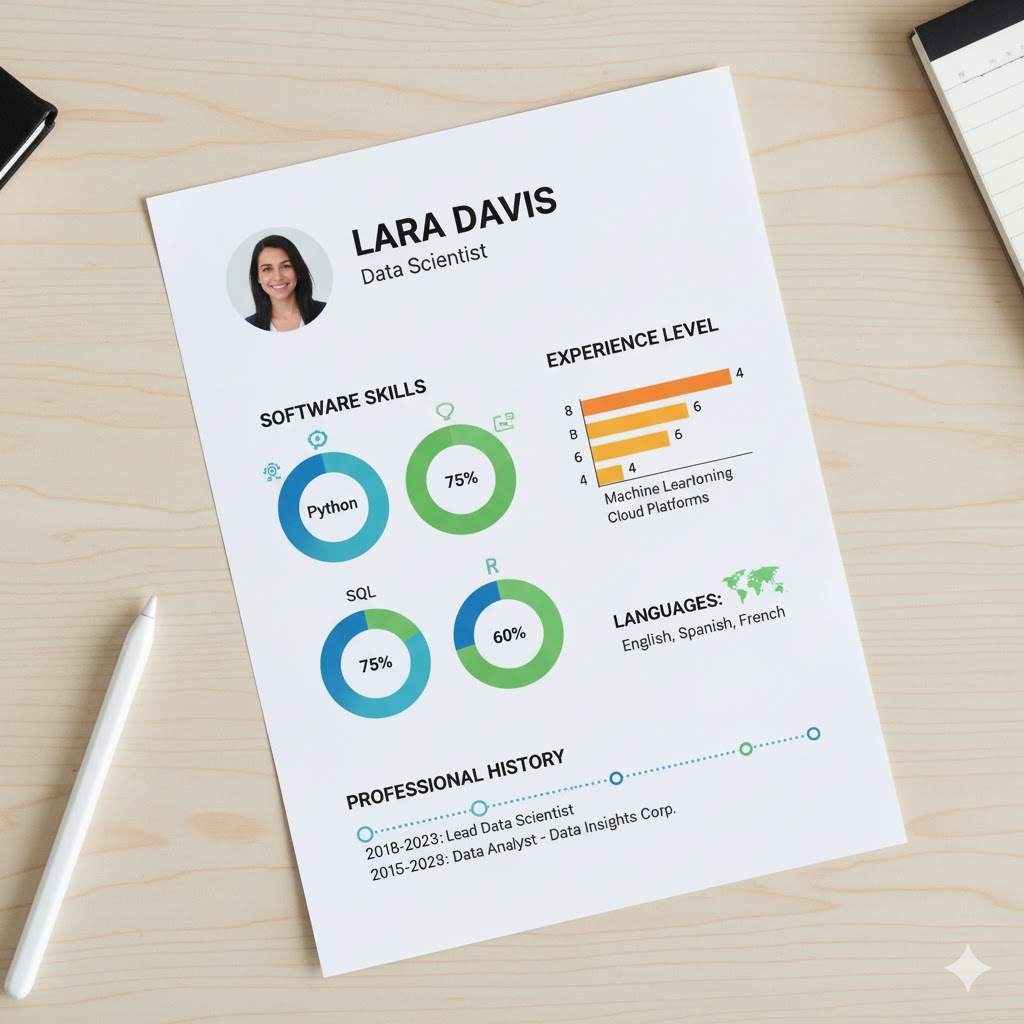 LARA DAVIS
Data Scientist
EXPERIENCE LEVEL
8
4
B
6
6
6
4
4
Machine Learloning
Cloud Platforms
SOFTWARE SKILLS
Python
75%
SQL
75%
R
60%
LANGUAGES:
English, Spanish, French
PROFESSIONAL HISTORY
2018-2023: Lead Data Scientist
2015-2023: Data Analyst - Data Insights Corp.